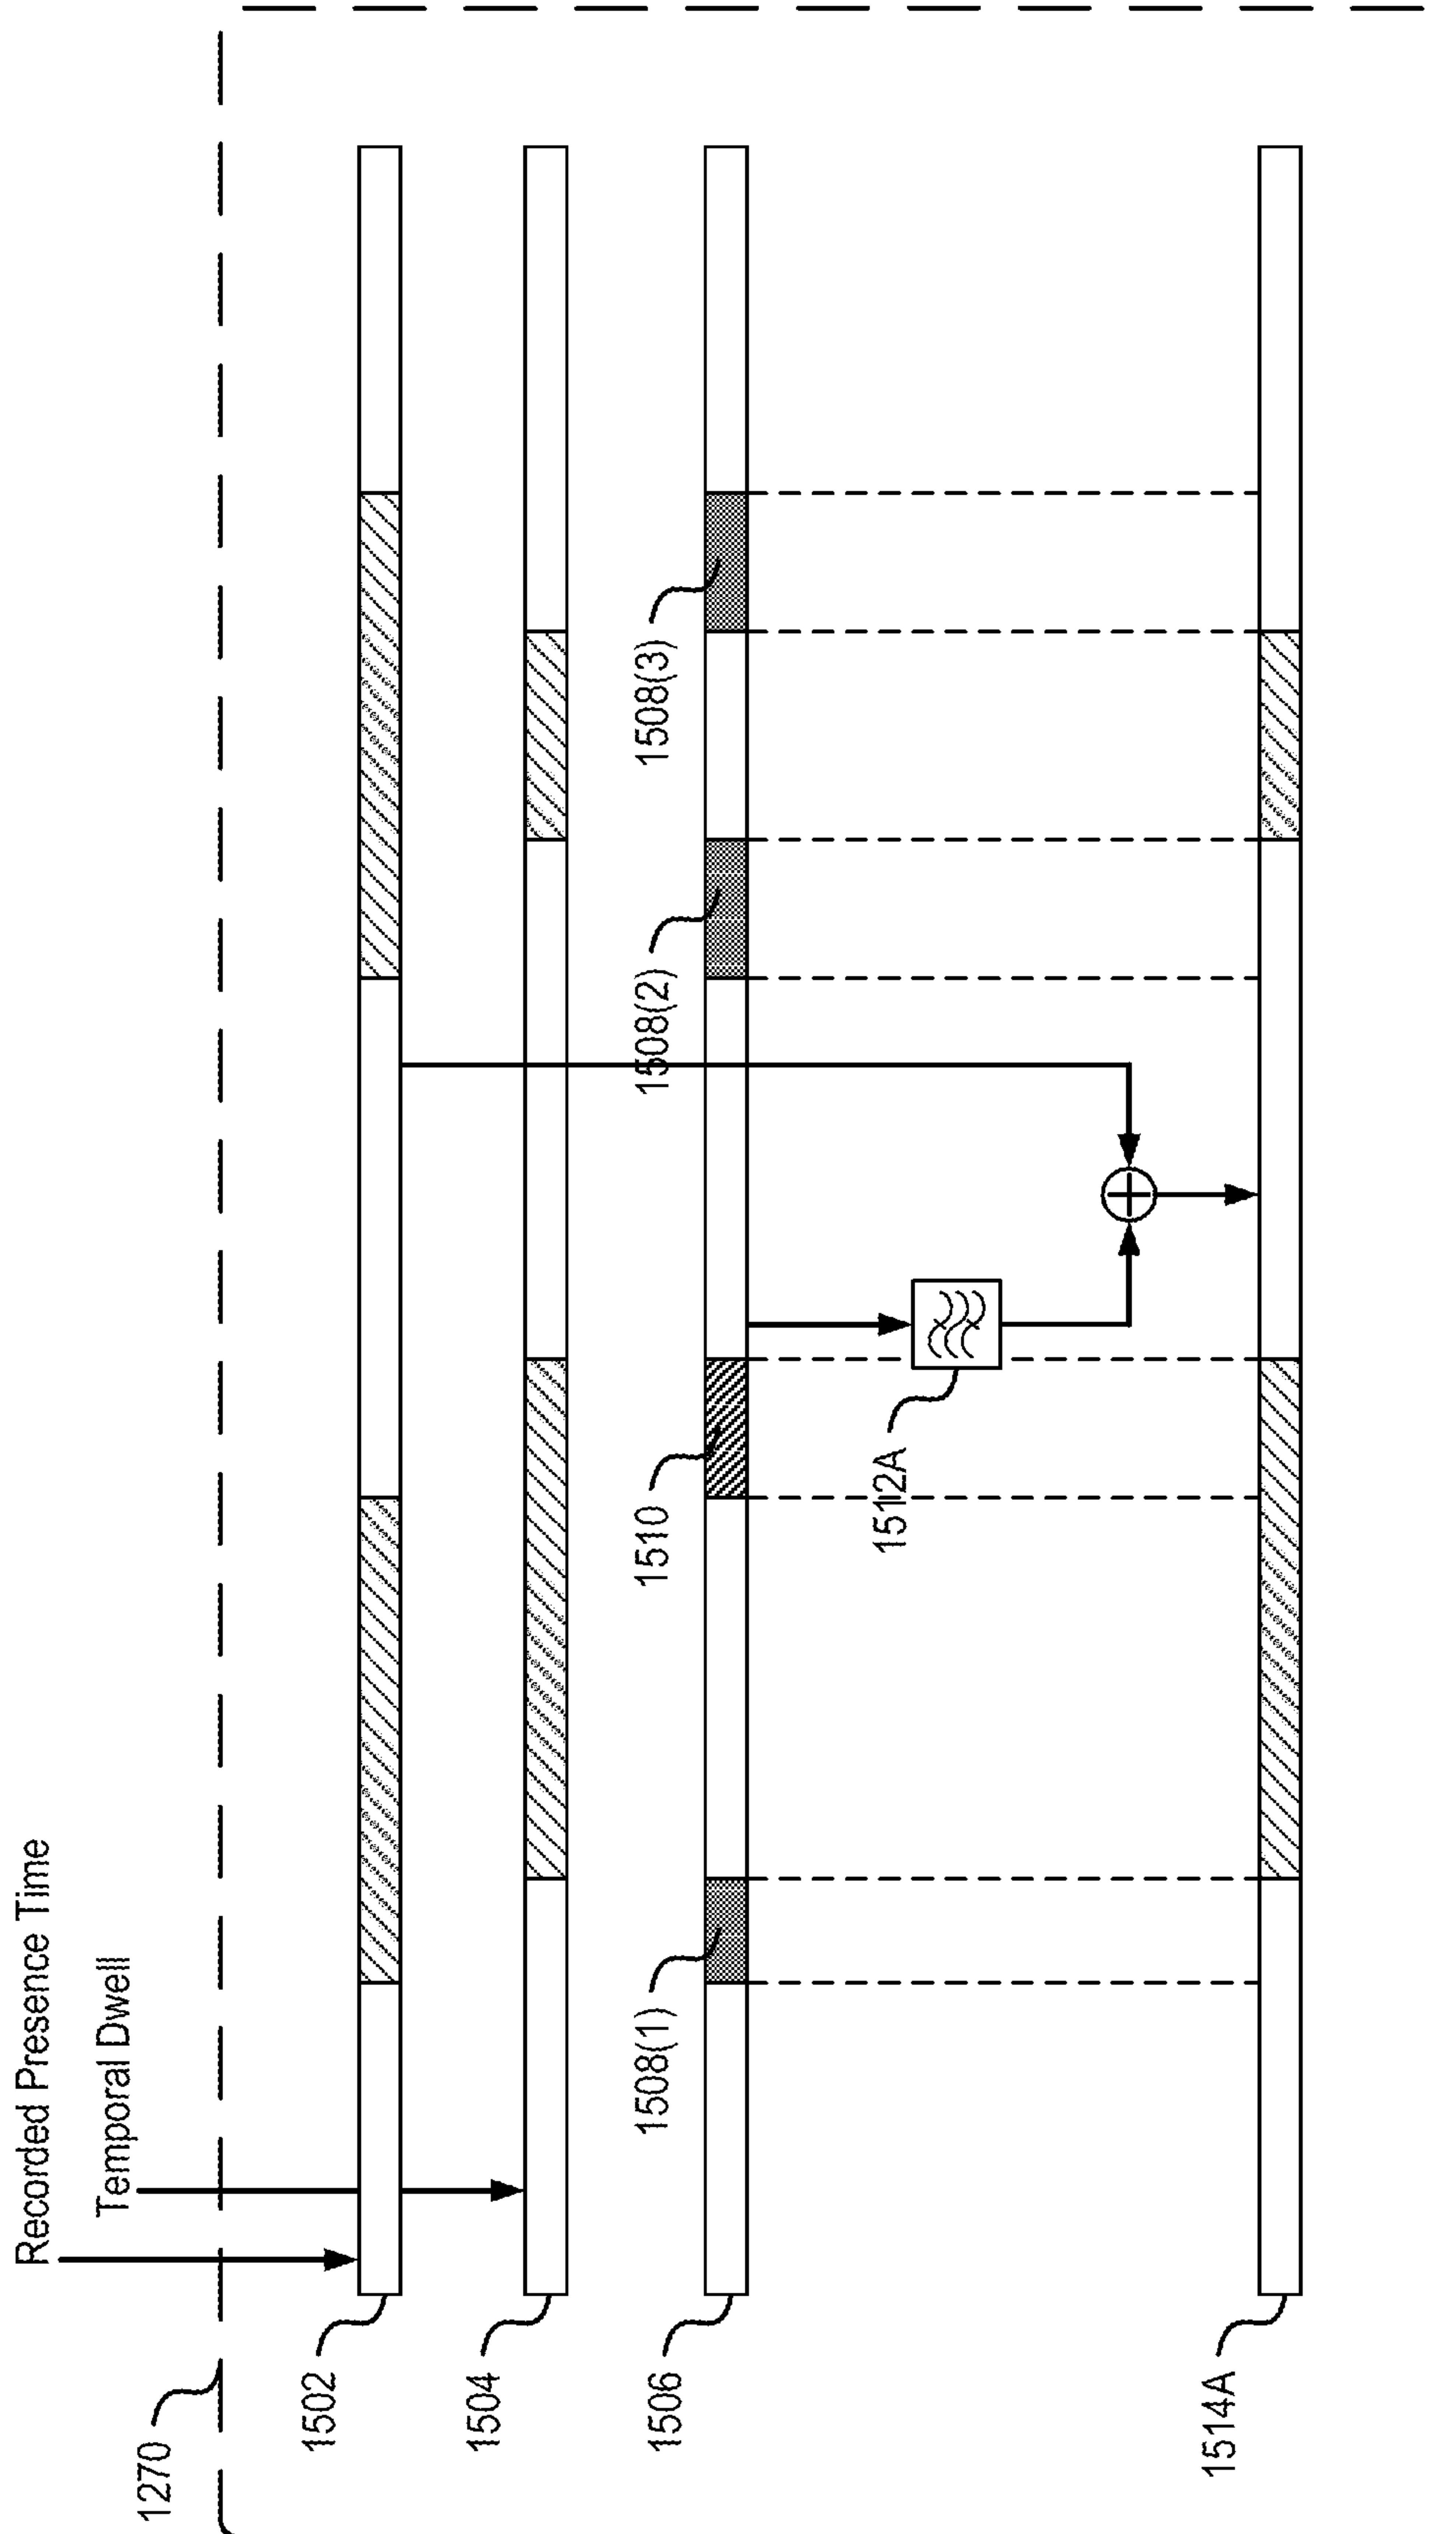 Recorded Presence Time
Temporal Dwell
1270
1502
1504
1506
1508(1)
1510
1508(2)
1508(3)
1512A
1514A